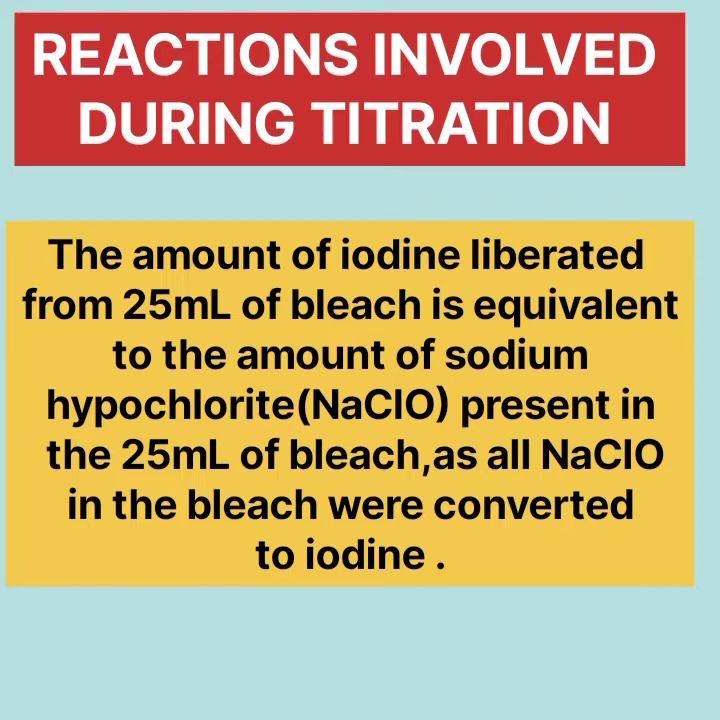 REACTIONS INVOLVED
DURING TITRATION
The amount of iodine liberated
from 25mL of bleach is equivalent
to the amount of sodium
hypochlorite(NaClO) present in
the 25mL of bleach,as all NaClO
in the bleach were converted
to iodine .